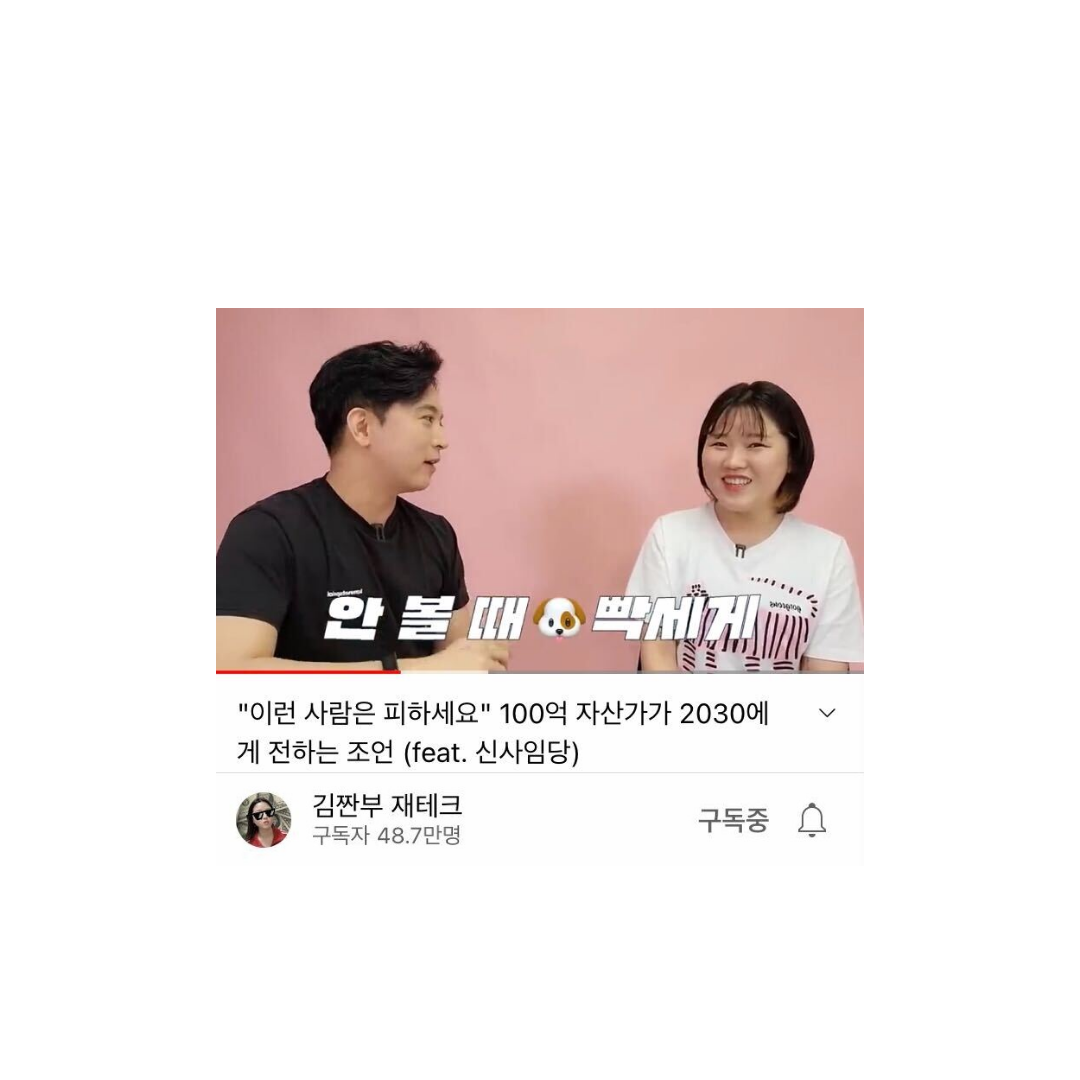 안 볼 때 🐶 빡세게
"이런 사람은 피하세요" 100억 자산가가 2030에
게 전하는 조언 (feat. 신사임당)
김짠부 재테크
구독자 48.7만명
구독중